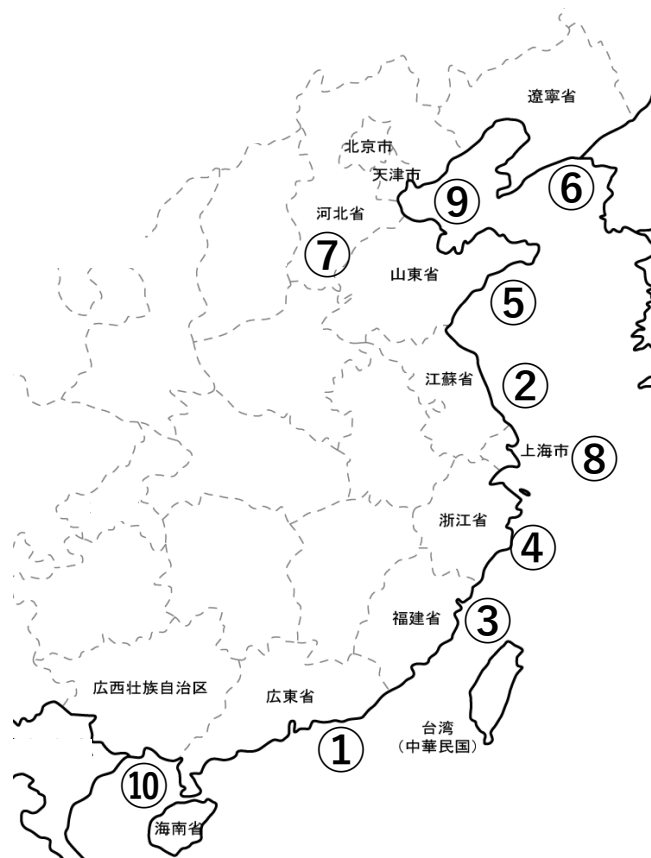 遼寧省
北京市
天津市
⑥
⑨
河北省
⑦
山東省
⑤
江蘇省
②
上海市
⑧
浙江省
④
福建省
③
広西壮族自治区
広東省
台湾
(中華民国)
①
⑩
海南省